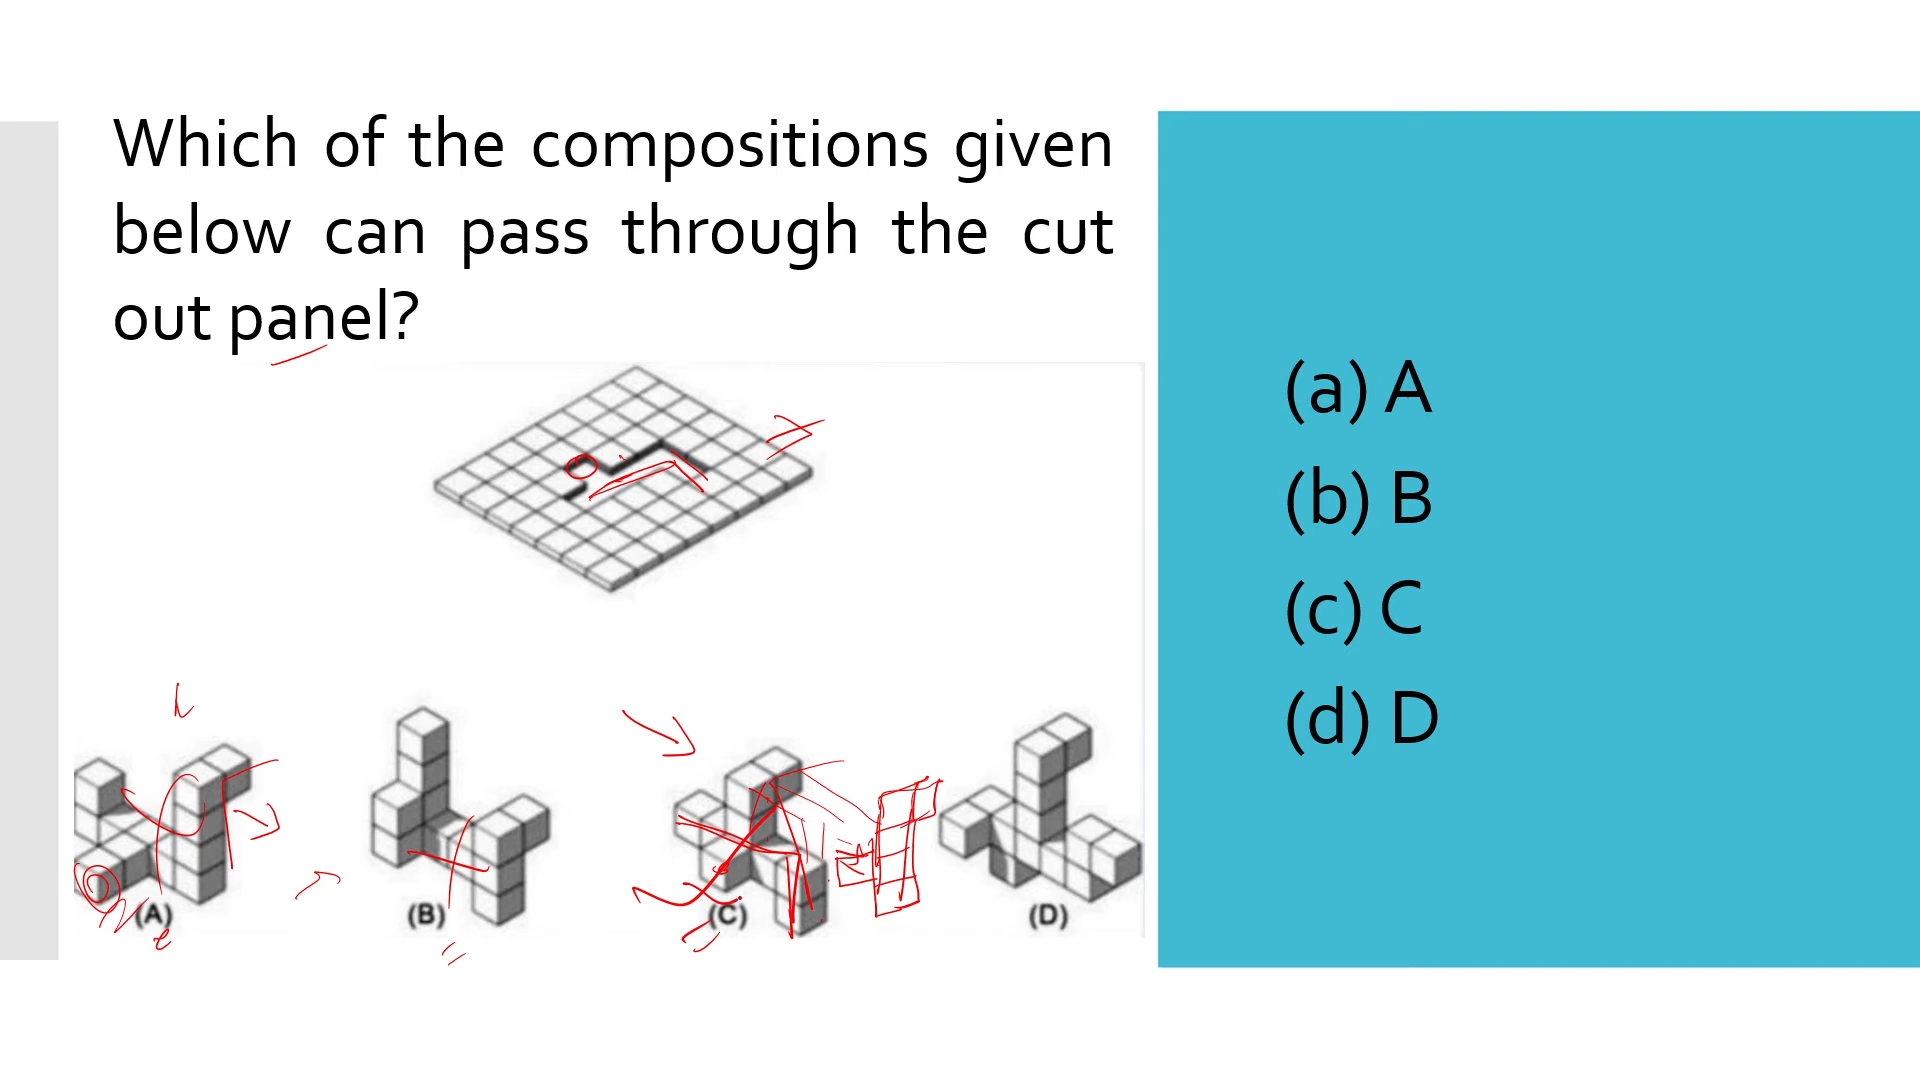 Which of the compositions given
below can pass through the cut
out panel?
(a) A
(b) B
(c) C
(d) D
(A)
(B)
(C)
(D)